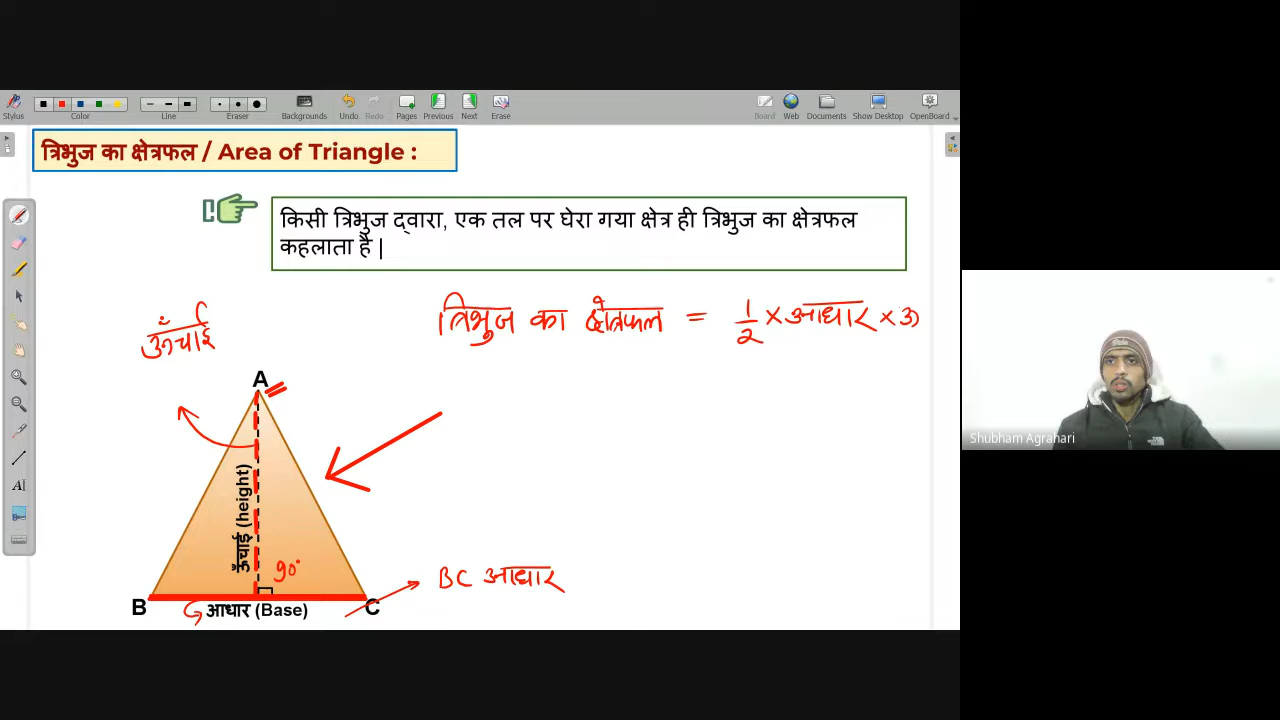 Color
Line
Eraser
Stylus
Backgrounds
Undo
Redo
Pages
Previous
Next
Erase
Board
Web
Documents
Show Desktop
OpenBoard
त्रिभुज का क्षेत्रफल / Area of Triangle :
किसी त्रिभुज द्वारा, एक तल पर घेरा गया क्षेत्र ही त्रिभुज का क्षेत्रफल
कहलाता है |
त्रिभुज का क्षेत्रफल = 1/2 × आधार × उ
ऊँचाई
A
ऊँचाई (height)
90°
BC आधार
B
आधार (Base)
C
Shubham Agrahari